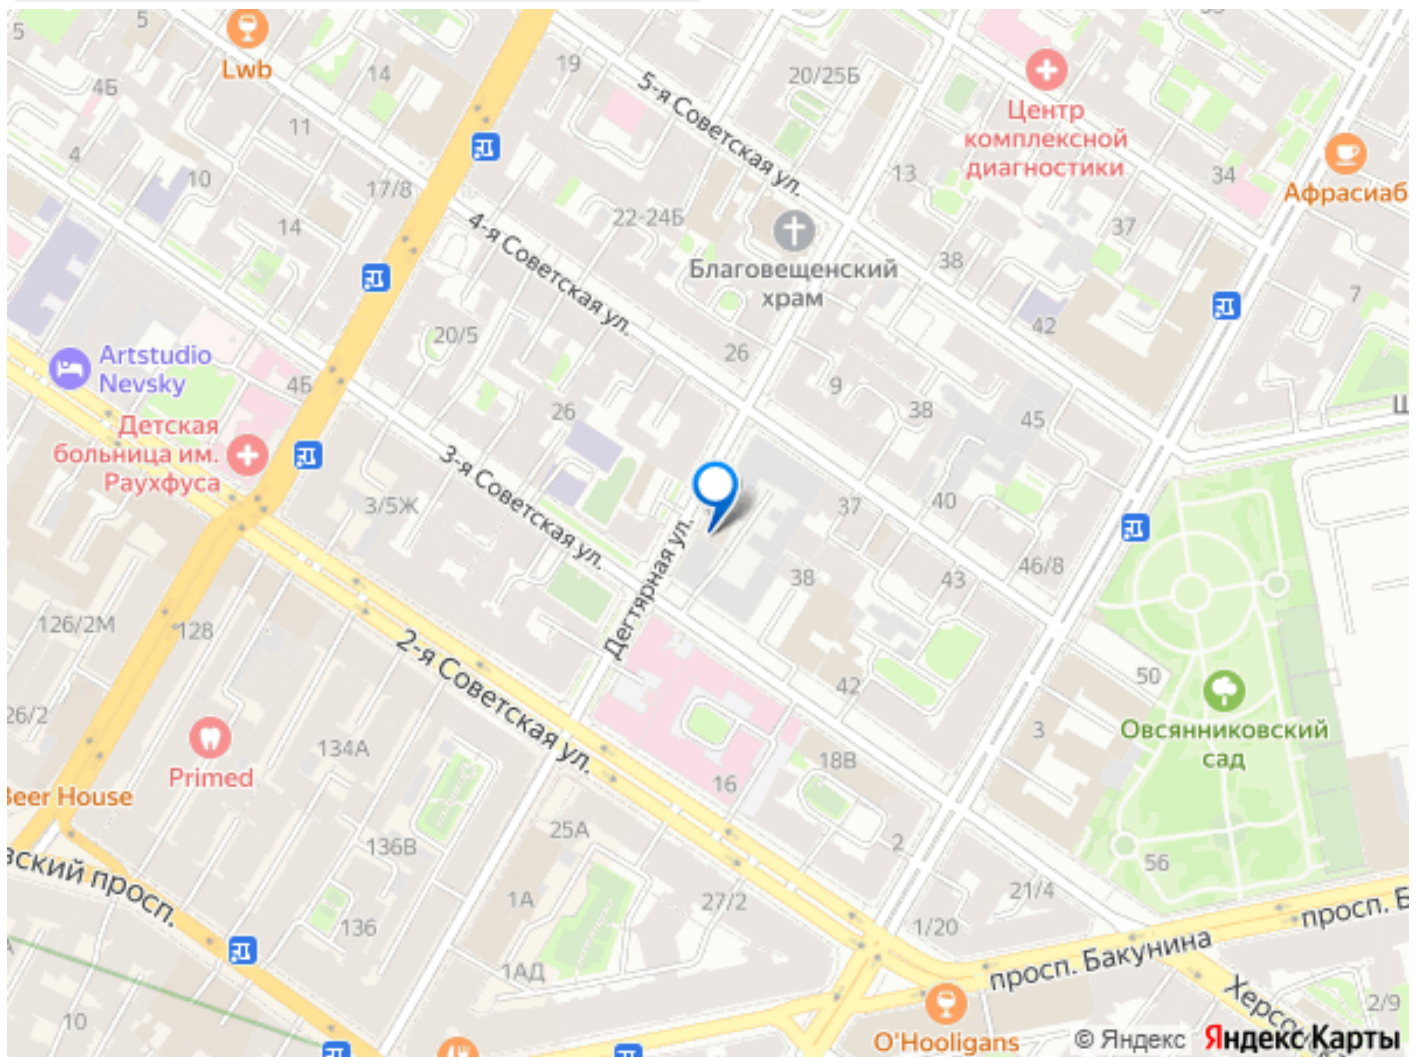 5
5
Lwb
14
19
20/25Б
5-я Советская ул.
Центр
комплексной
диагностики
4Б
11
4
10
17/8
14
22-24Б
13
34
Афрасиаб
37
4-я Советская ул.
Благовещенский
храм
38
7
42
Artstudio
Nevsky
20/5
26
4Б
9
38
45
26
Детская
больница им.
Раухфуса
3-я Советская ул.
3/5Ж
37
40
46/8
43
38
Дегтярная ул.
126/2М
128
2-я Советская ул.
42
50
Овсянниковский
сад
3
26/2
134А
Primed
16
18В
Beer House
25А
136В
2
56
вский просп.
1А
27/2
21/4
136
1/20
просп. Б
просп. Бакунина
1АД
10
2/9
O'Hooligans
© Яндекс Яндекс Карты